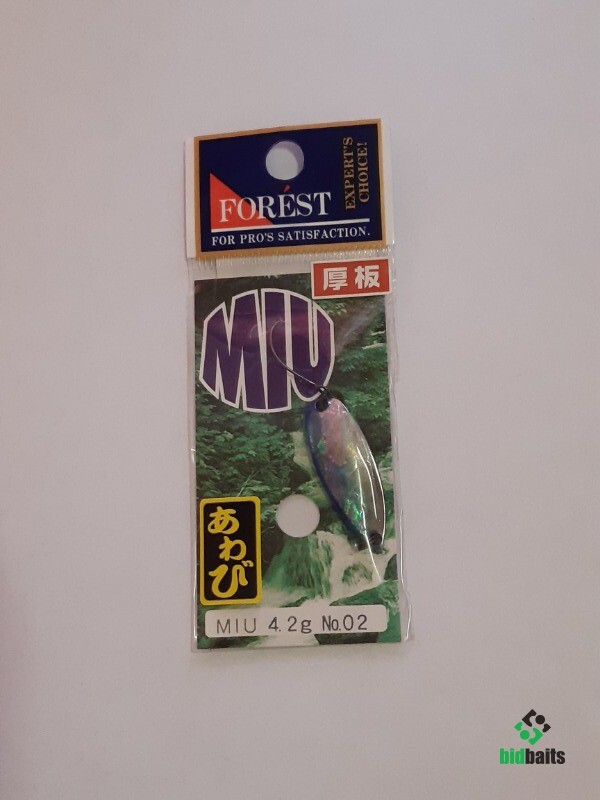 EXPERT'S
CHOICE!
FORÉST
FOR PRO'S SATISFACTION.
厚板
MIU
あわび
MIU 4.2g No.02
bidbaits